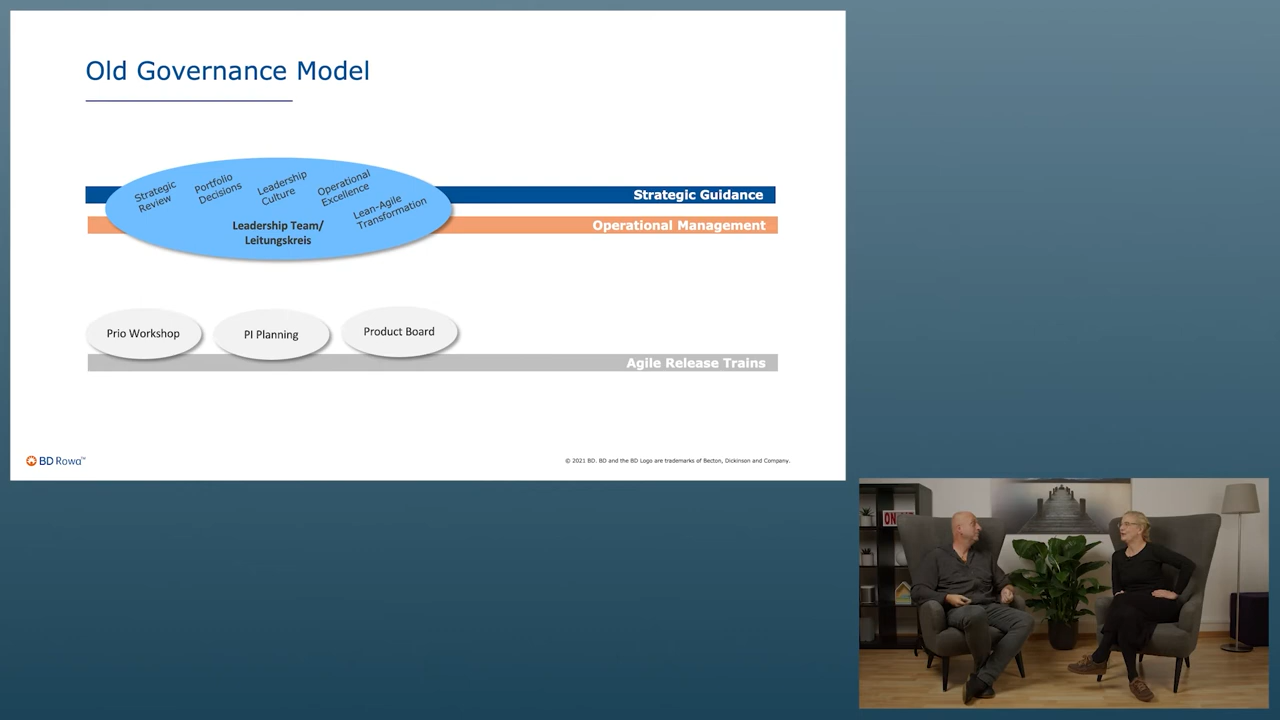 Old Governance Model
Strategic
Review
Portfolio
Decisions
Leadership
Culture
Operational
Excellence
Lean-Agile
Transformation
Leadership Team/
Leitungskreis
Strategic Guidance
Operational Management
Prio Workshop
PI Planning
Product Board
Agile Release Trains
BD Rowa™
© 2021 BD. BD and the BD Logo are trademarks of Becton, Dickinson and Company.
ON